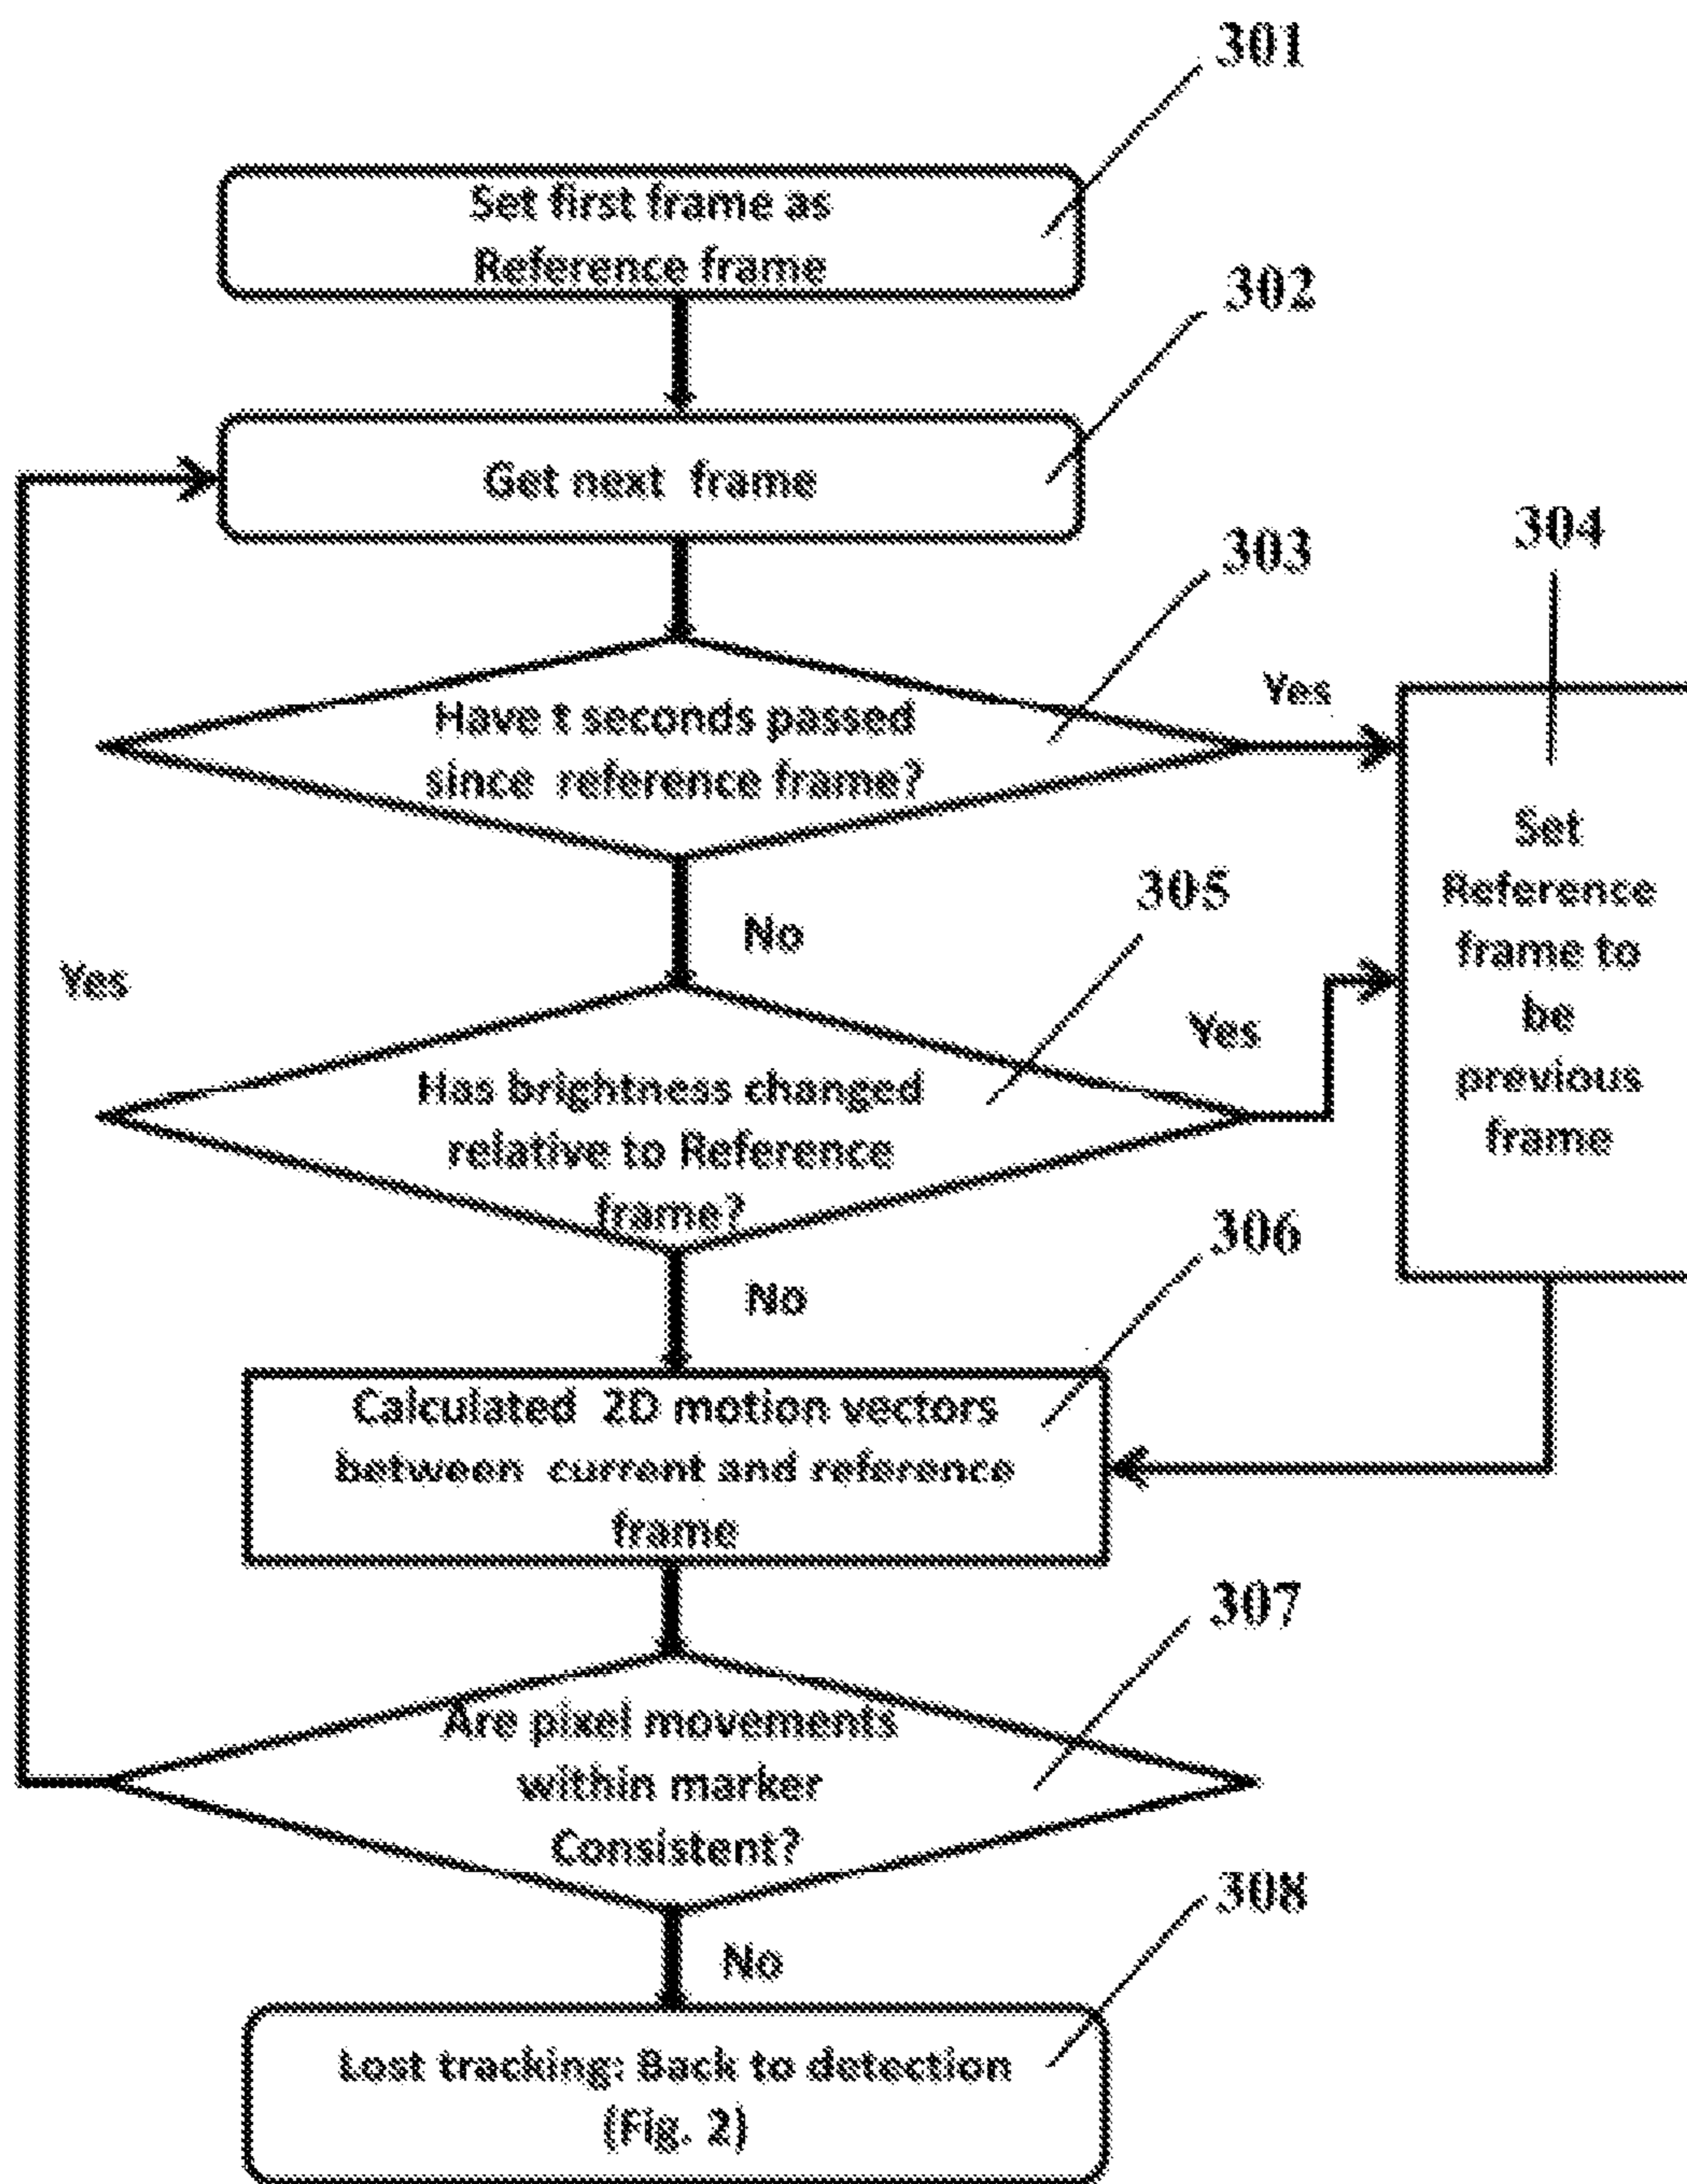 301
Set first frame as
Reference frame
302
Get next frame
303
Have t seconds passed
since reference frame?
Yes
304
Set
Reference
frame to
be
previous
frame
No
305
Yes
Has brightness changed
relative to Reference
frame?
Yes
No
306
Calculated 2D motion vectors
between current and reference
frame
307
Are pixel movements
within marker
Consistent?
No
308
Lost tracking: Back to detection
(Fig. 2)